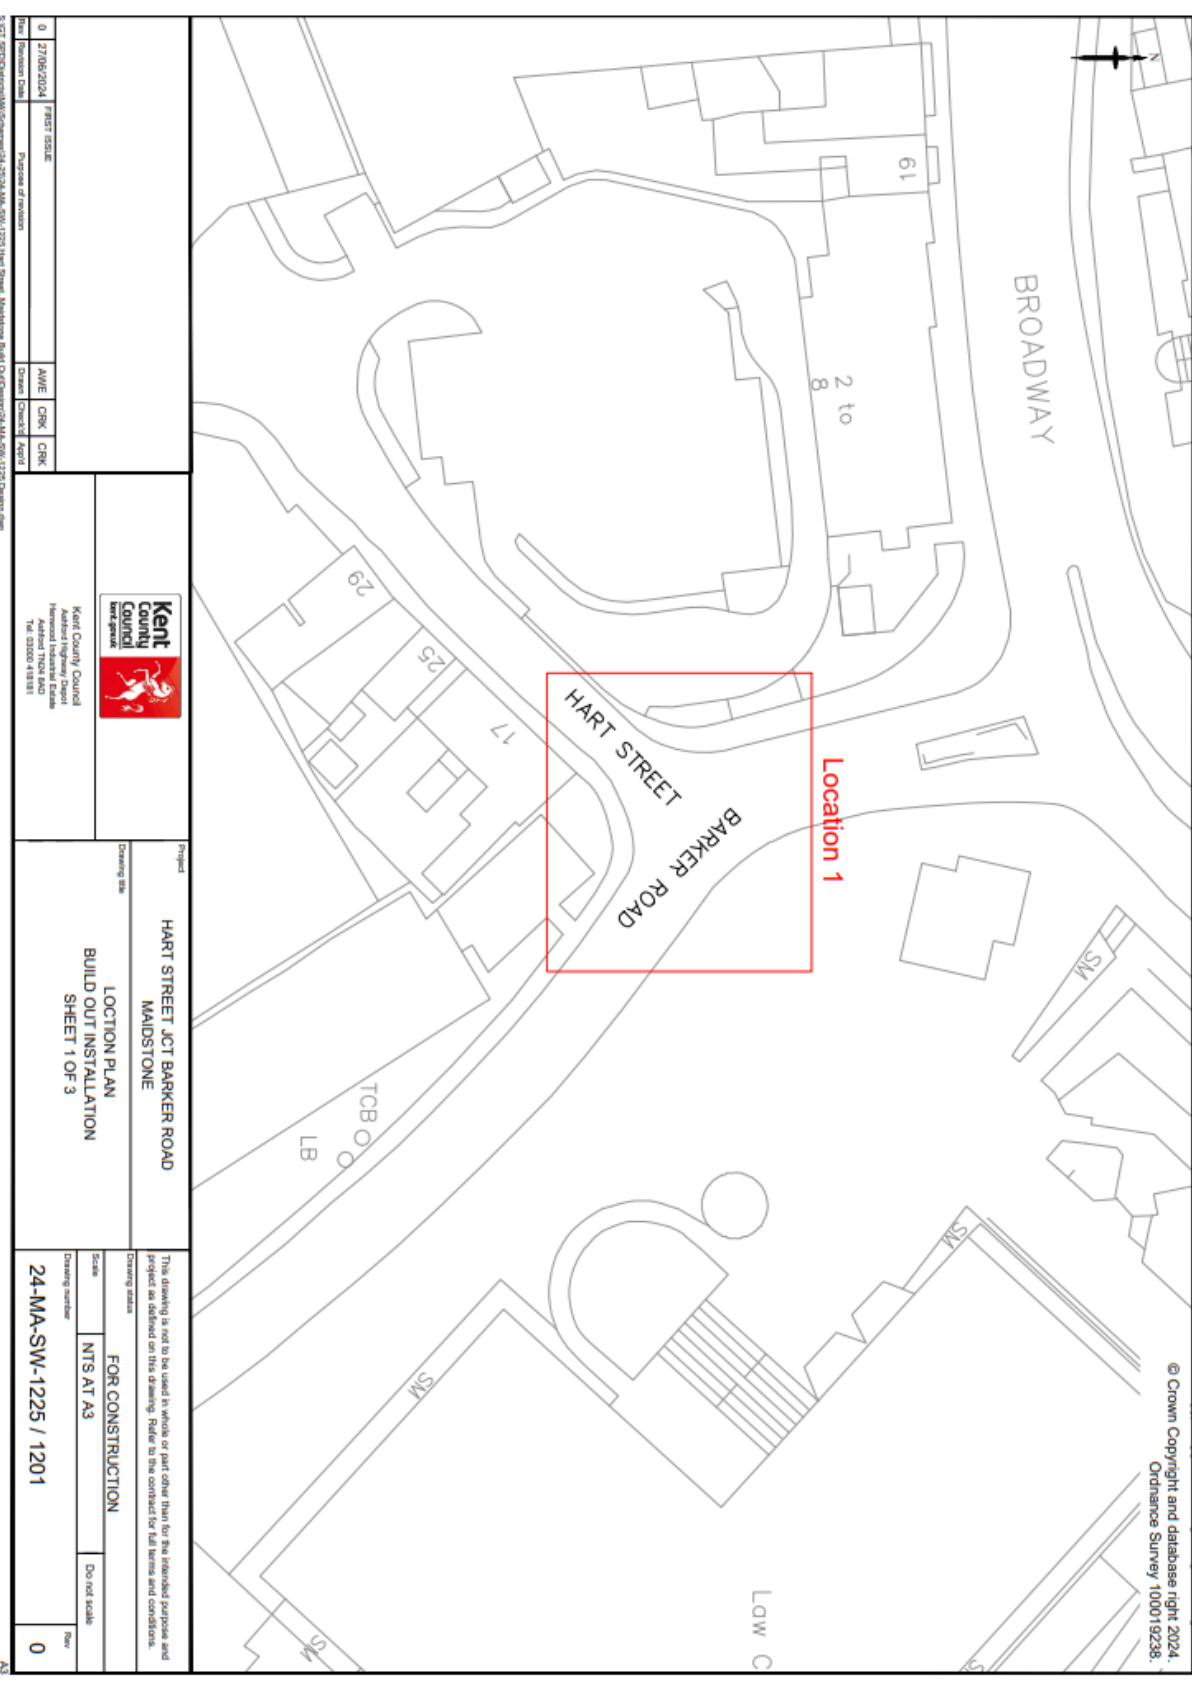 © Crown Copyright and database right 2024.
Ordnance Survey 100019238.
N
BROADWAY
19
2 to
8
Location 1
HART STREET
BARKER ROAD
29
25
17
SM
SM
SM
SM
SM
TCB
LB
Law C
0
27/06/2024
FIRST ISSUE
AWE
CRK
CRK
Rev
Revision Date
Purpose of revision
Drawn
Check'd
App'd
Kent
County
Council
kent.gov.uk
Kent County Council
Ashford Highway Depot
Henwood Industrial Estate
Ashford TN24 8AD
Tel: 03000 418181
Project
HART STREET JCT BARKER ROAD
MAIDSTONE
Drawing title
LOCTION PLAN
BUILD OUT INSTALLATION
SHEET 1 OF 3
This drawing is not to be used in whole or part other than for the intended purpose and
project as defined on this drawing. Refer to the contract for full terms and conditions.
Drawing status
FOR CONSTRUCTION
Scale
NTS AT A3
Do not scale
Drawing number
24-MA-SW-1225 / 1201
Rev
0
A3